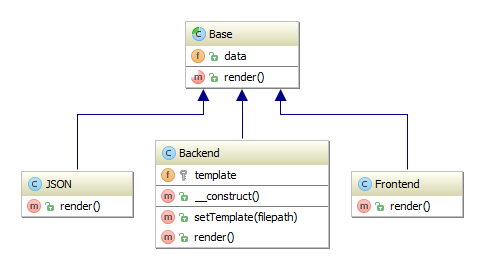 Base
data
render()
JSON
render()
Backend
template
__construct()
setTemplate(filepath)
render()
Frontend
render()